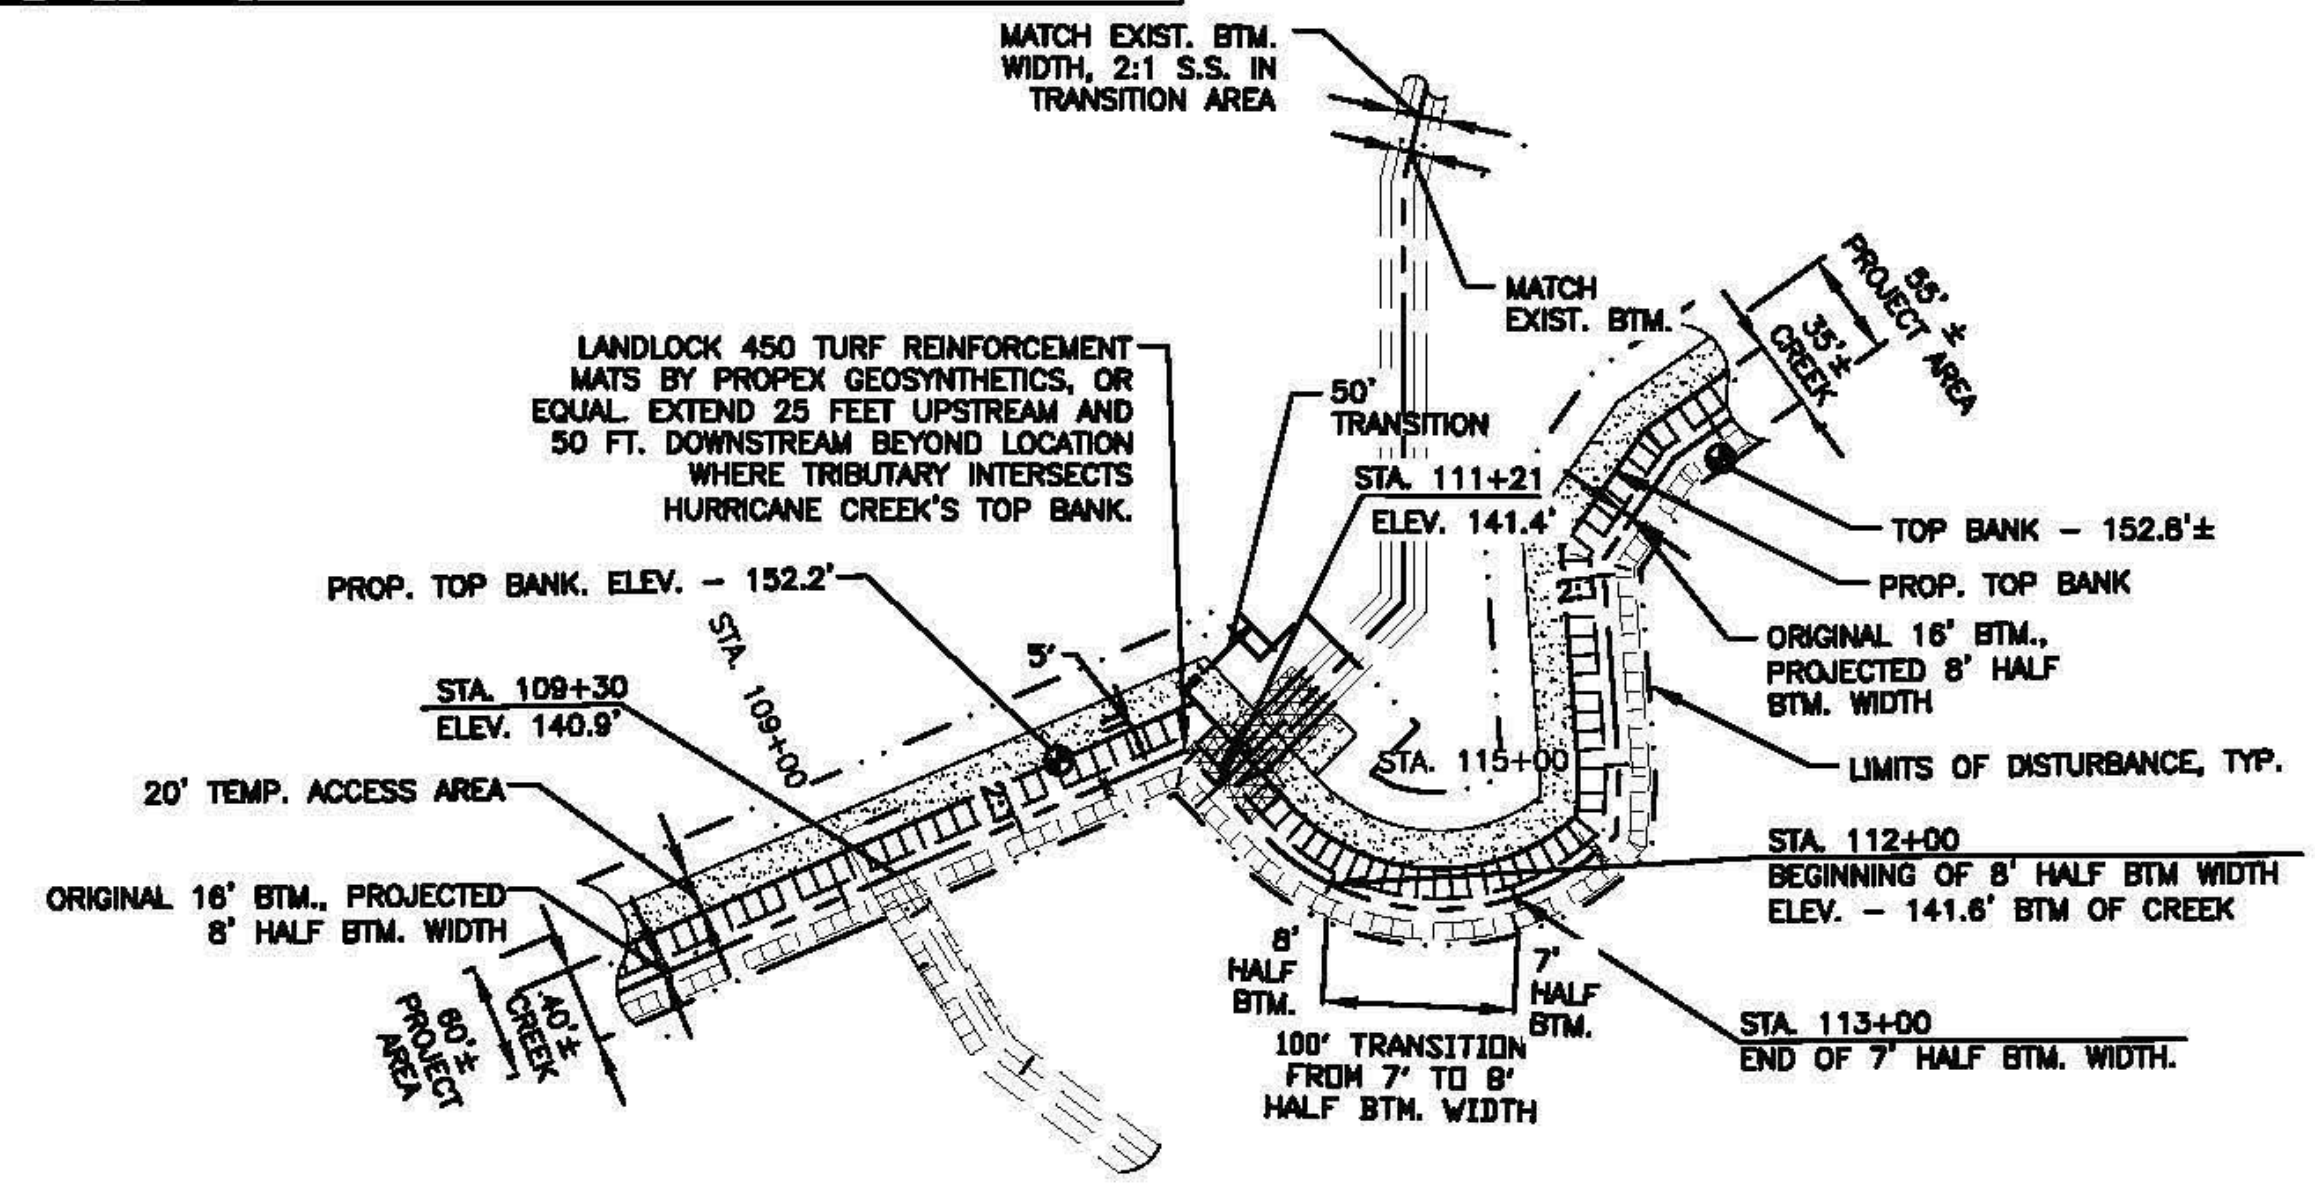 MATCH EXIST. BTM.
WIDTH, 2:1 S.S. IN
TRANSITION AREA
MATCH
EXIST. BTM.
55' ±
PROJECT AREA
35'±
CREEK
LANDLOCK 450 TURF REINFORCEMENT
MATS BY PROPEX GEOSYNTHETICS, OR
EQUAL. EXTEND 25 FEET UPSTREAM AND
50 FT. DOWNSTREAM BEYOND LOCATION
WHERE TRIBUTARY INTERSECTS
HURRICANE CREEK'S TOP BANK.
50'
TRANSITION
STA. 111+21
ELEV. 141.4'
TOP BANK - 152.8'±
PROP. TOP BANK
2:1
ORIGINAL 16' BTM.,
PROJECTED 8' HALF
BTM. WIDTH
LIMITS OF DISTURBANCE, TYP.
PROP. TOP BANK. ELEV. - 152.2'
STA. 109+00
5'
STA. 109+30
ELEV. 140.9'
20' TEMP. ACCESS AREA
2:1
STA. 115+00
ORIGINAL 16' BTM., PROJECTED
8' HALF BTM. WIDTH
STA. 112+00
BEGINNING OF 8' HALF BTM WIDTH
ELEV. - 141.6' BTM OF CREEK
40'±
CREEK
60'±
PROJECT
AREA
8'
HALF
BTM.
7'
HALF
BTM.
100' TRANSITION
FROM 7' TO 8'
HALF BTM. WIDTH
STA. 113+00
END OF 7' HALF BTM. WIDTH.